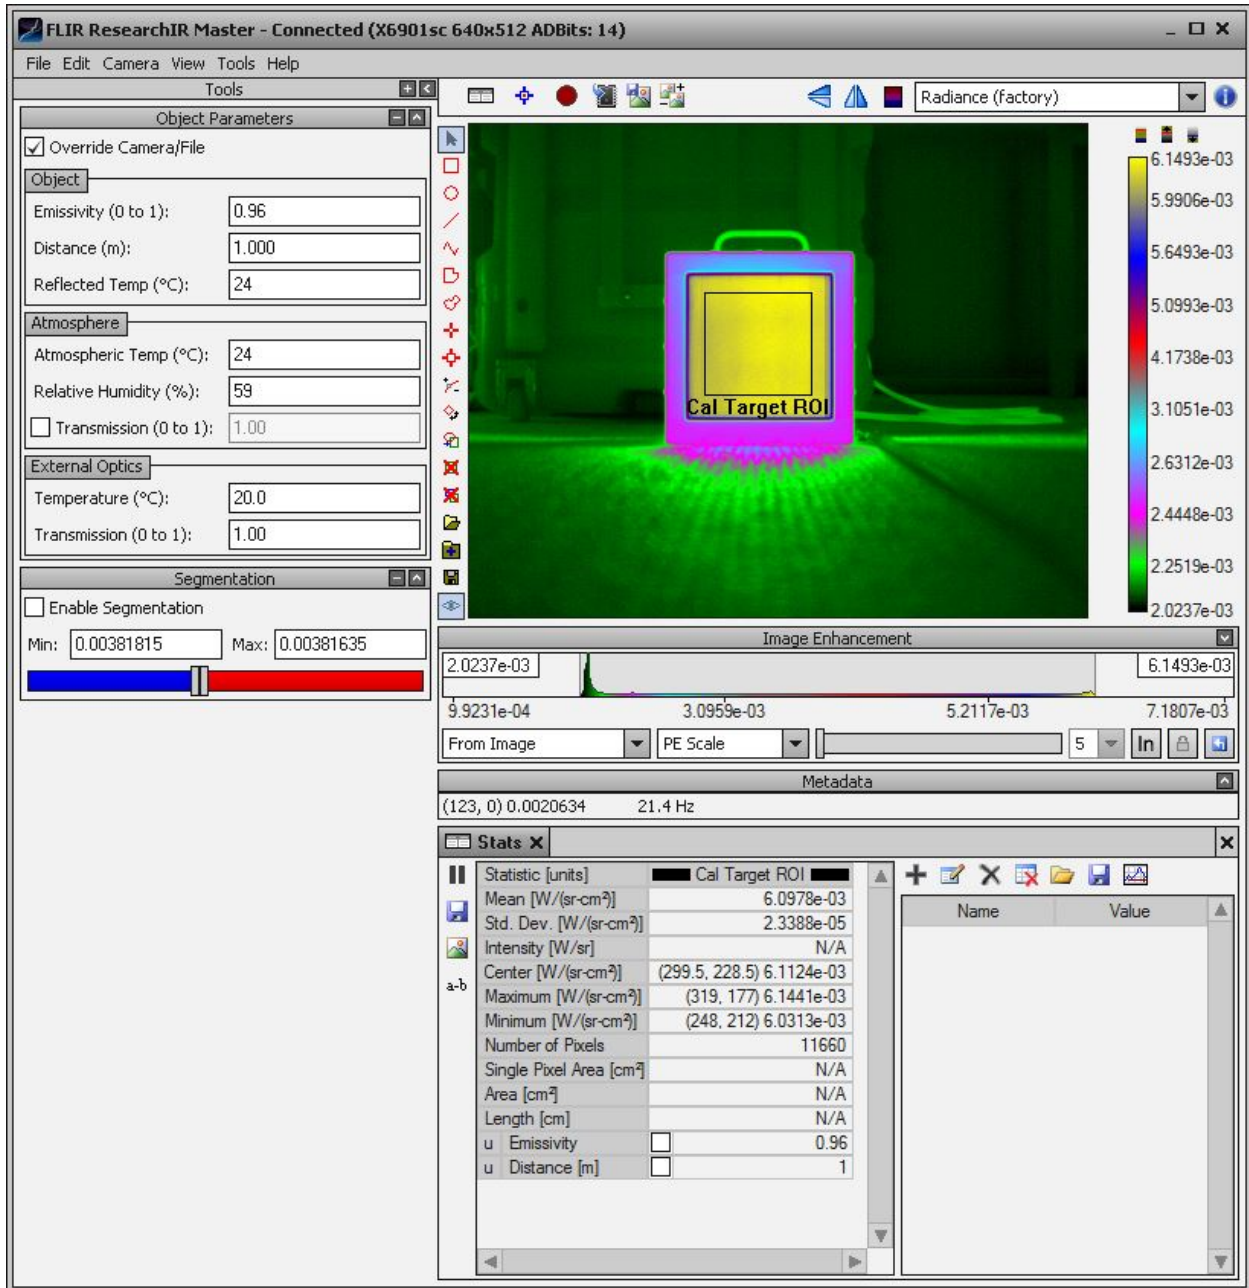 FLIR ResearchIR Master - Connected (X6901sc 640x512 ADBits: 14)
File Edit Camera View Tools Help
Tools
Object Parameters
Override Camera/File
Object
Emissivity (0 to 1): 0.96
Distance (m): 1.000
Reflected Temp (°C): 24
Atmosphere
Atmospheric Temp (°C): 24
Relative Humidity (%): 59
Transmission (0 to 1): 1.00
External Optics
Temperature (°C): 20.0
Transmission (0 to 1): 1.00
Segmentation
Enable Segmentation
Min: 0.00381815 Max: 0.00381635
Radiance (factory)
Cal Target ROI
6.1493e-03
5.9906e-03
5.6493e-03
5.0993e-03
4.1738e-03
3.1051e-03
2.6312e-03
2.4448e-03
2.2519e-03
2.0237e-03
Image Enhancement
2.0237e-03 6.1493e-03
9.9231e-04 3.0959e-03 5.2117e-03 7.1807e-03
From Image PE Scale 5 ln
Metadata
(123, 0) 0.0020634 21.4 Hz
Stats
a-b
Statistic [units] Cal Target ROI
Mean [W/(sr-cm²)] 6.0978e-03
Std. Dev. [W/(sr-cm²)] 2.3388e-05
Intensity [W/sr] N/A
Center [W/(sr-cm²)] (299.5, 228.5) 6.1124e-03
Maximum [W/(sr-cm²)] (319, 177) 6.1441e-03
Minimum [W/(sr-cm²)] (248, 212) 6.0313e-03
Number of Pixels 11660
Single Pixel Area [cm²] N/A
Area [cm²] N/A
Length [cm] N/A
u Emissivity 0.96
u Distance [m] 1
Name Value